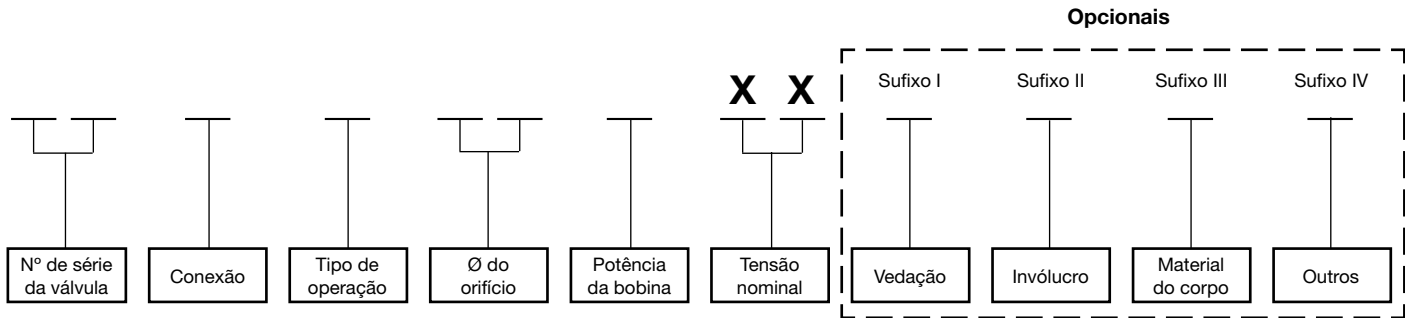 Opcionais
X X
Sufixo I
Sufixo II
Sufixo III
Sufixo IV
Nº de série
da válvula
Conexão
Tipo de
operação
Ø do
orifício
Potência
da bobina
Tensão
nominal
Vedação
Invólucro
Material
do corpo
Outros